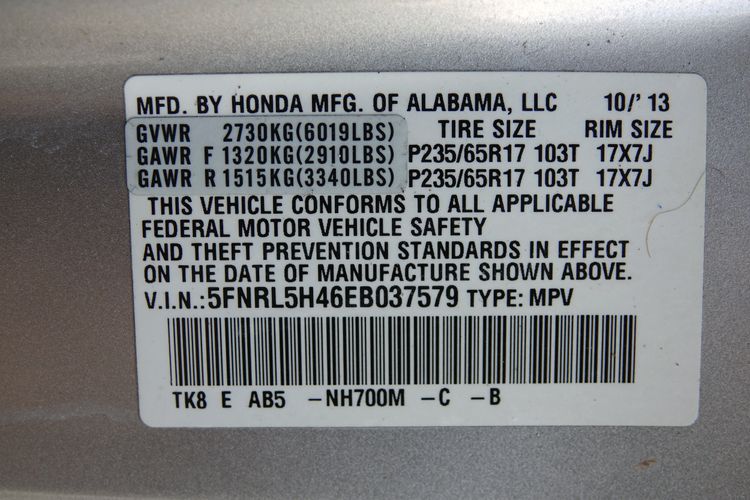 MFD. BY HONDA MFG. OF ALABAMA, LLC 10/'13
GVWR 2730KG(6019LBS) TIRE SIZE RIM SIZE
GAWR F 1320KG(2910LBS) P235/65R17 103T 17X7J
GAWR R 1515KG(3340LBS) P235/65R17 103T 17X7J
THIS VEHICLE CONFORMS TO ALL APPLICABLE
FEDERAL MOTOR VEHICLE SAFETY
AND THEFT PREVENTION STANDARDS IN EFFECT
ON THE DATE OF MANUFACTURE SHOWN ABOVE.
V.I.N.:5FNRL5H46EB037579 TYPE: MPV
TK8 E AB5 -NH700M -C -B